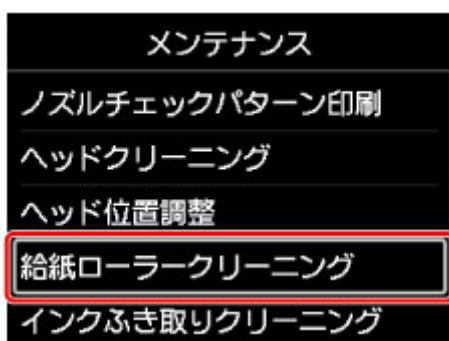 メンテナンス
ノズルチェックパターン印刷
ヘッドクリーニング
ヘッド位置調整
給紙ローラークリーニング
インクふき取りクリーニング